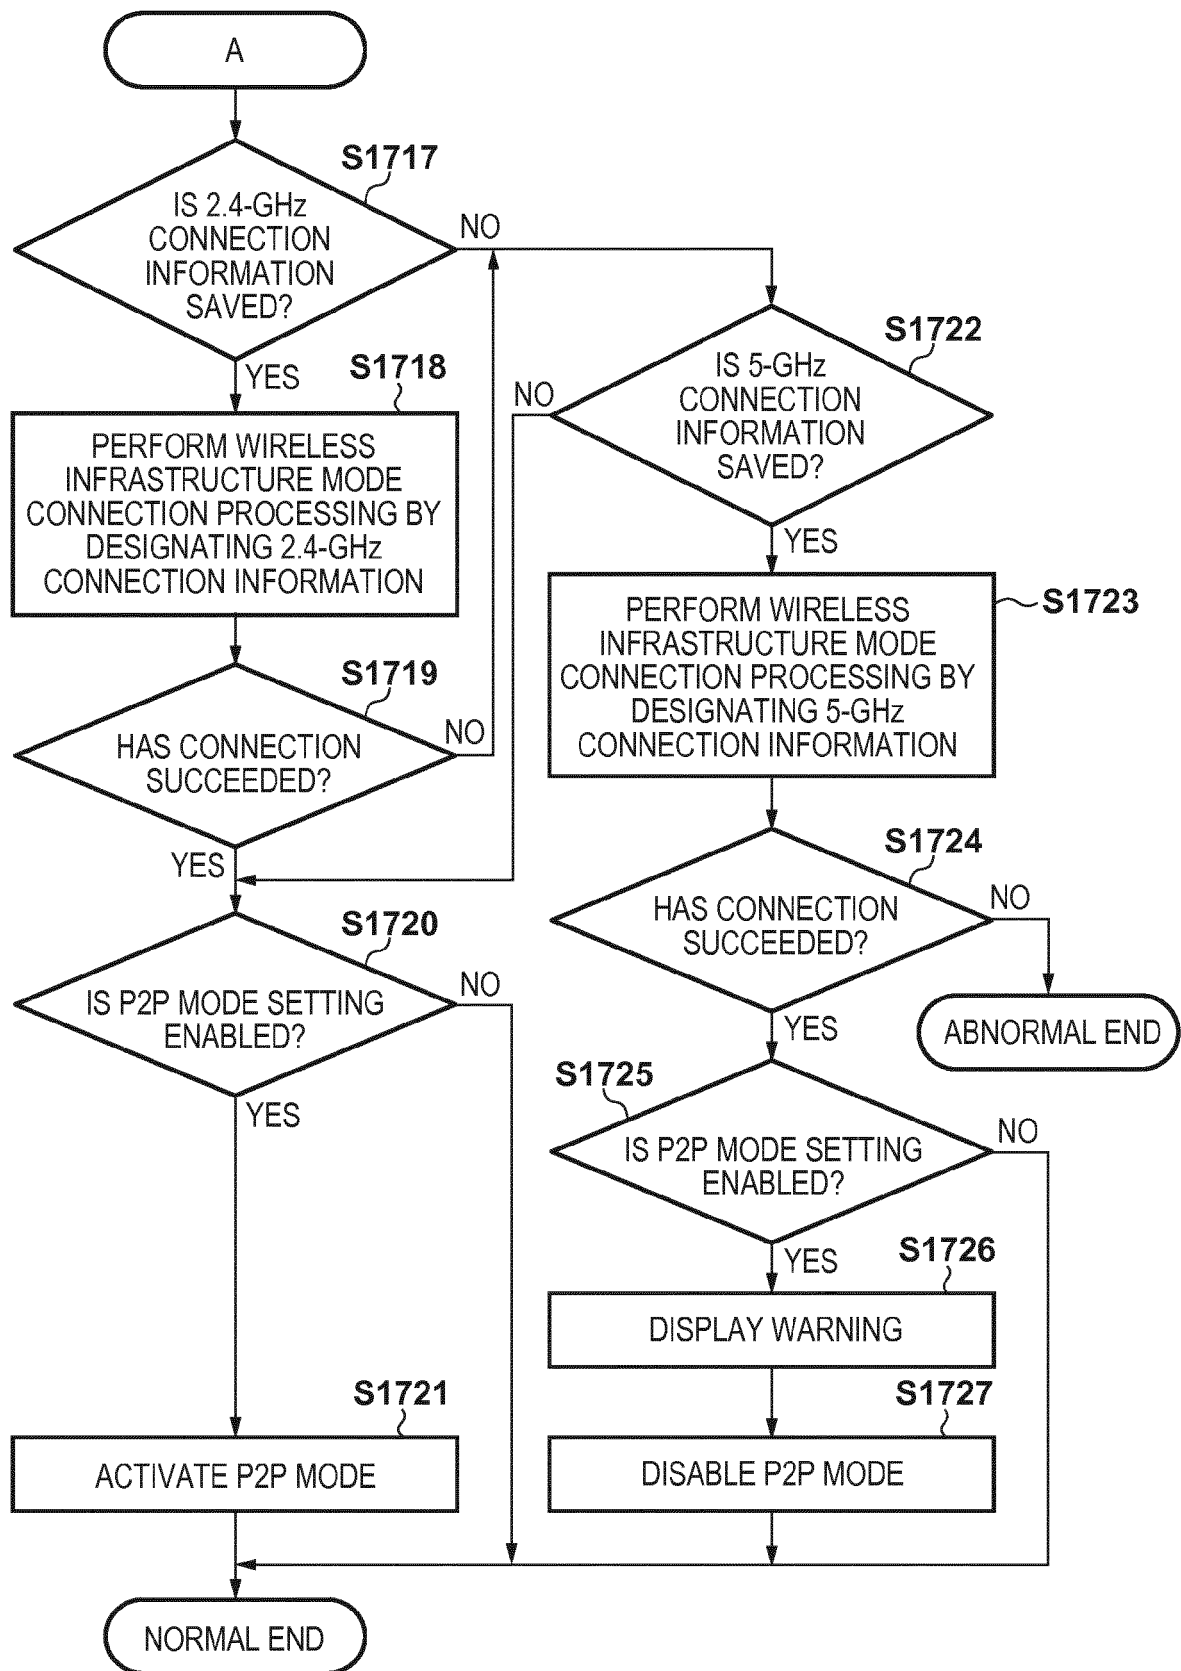 A
S1717
IS 2.4-GHz
CONNECTION
INFORMATION
SAVED?
NO
YES
S1718
PERFORM WIRELESS
INFRASTRUCTURE MODE
CONNECTION PROCESSING BY
DESIGNATING 2.4-GHz
CONNECTION INFORMATION
S1719
HAS CONNECTION
SUCCEEDED?
NO
YES
S1720
IS P2P MODE SETTING
ENABLED?
NO
YES
S1721
ACTIVATE P2P MODE
NORMAL END
S1722
IS 5-GHz
CONNECTION
INFORMATION
SAVED?
NO
YES
S1723
PERFORM WIRELESS
INFRASTRUCTURE MODE
CONNECTION PROCESSING BY
DESIGNATING 5-GHz
CONNECTION INFORMATION
S1724
HAS CONNECTION
SUCCEEDED?
NO
ABNORMAL END
YES
S1725
IS P2P MODE SETTING
ENABLED?
NO
YES
S1726
DISPLAY WARNING
S1727
DISABLE P2P MODE